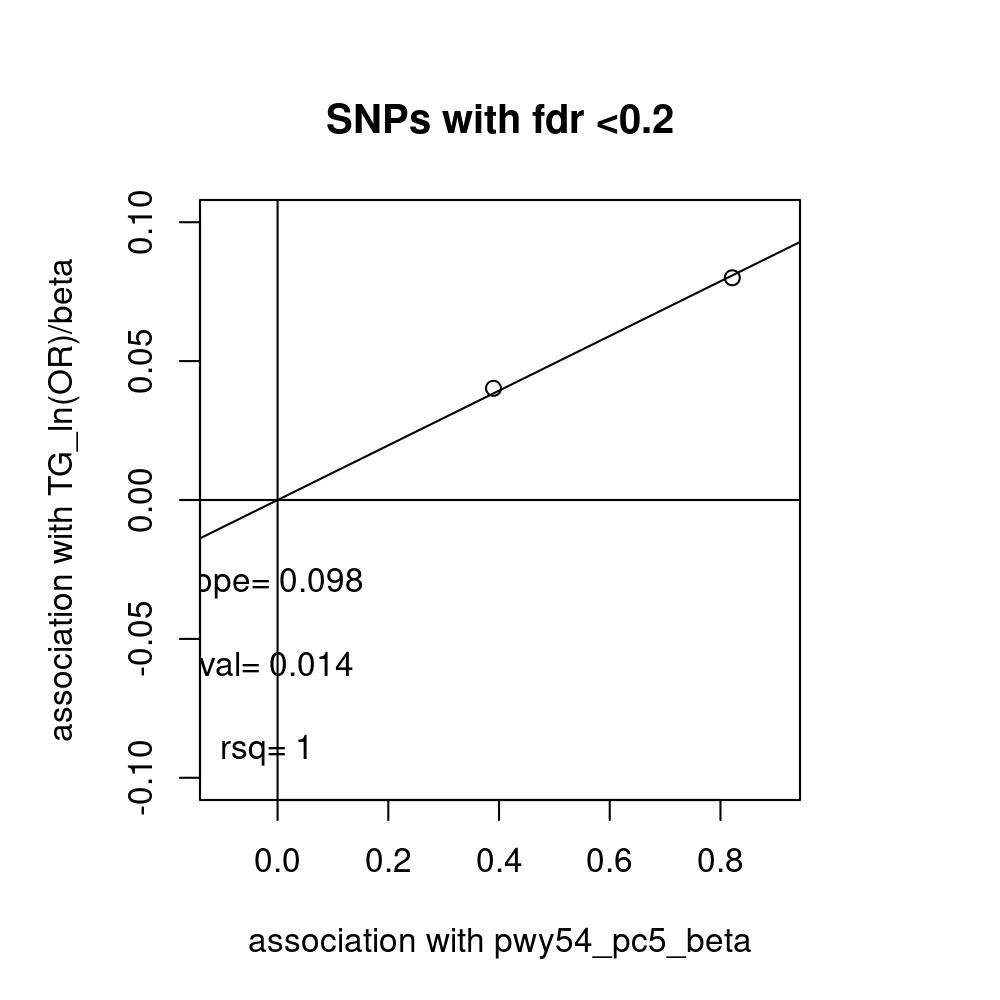 SNPs with fdr <0.2
association with TG_ln(OR)/beta
0.10
0.05
0.00
-0.05
-0.10
ope= 0.098
val= 0.014
rsq= 1
0.0 0.2 0.4 0.6 0.8
association with pwy54_pc5_beta